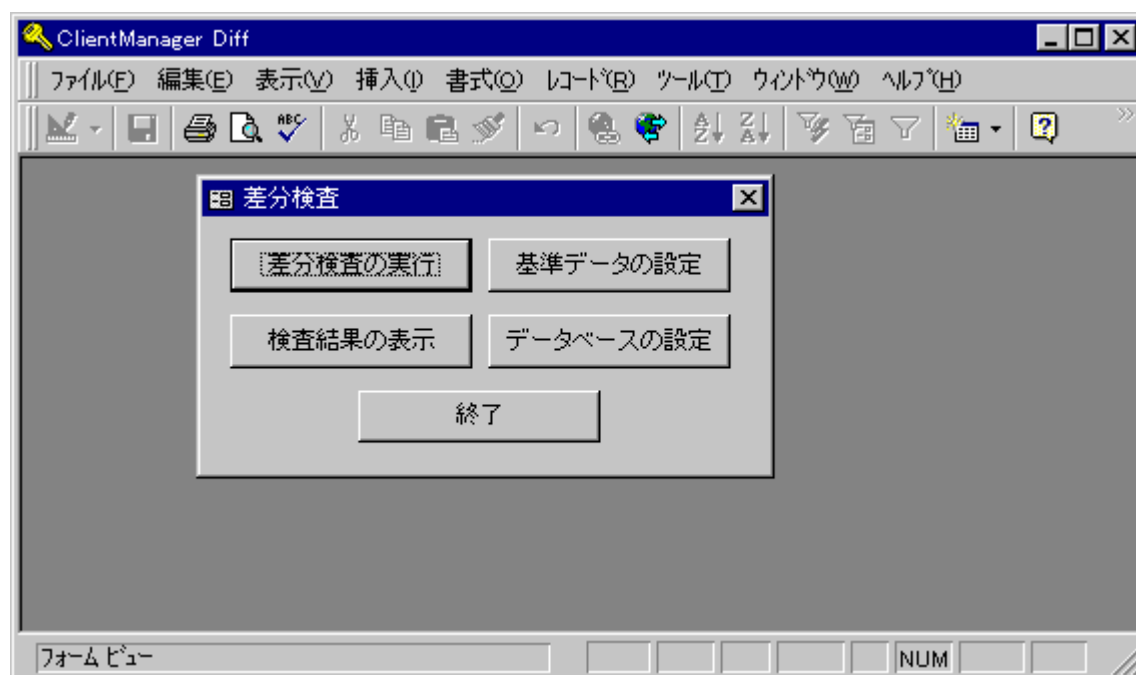 ClientManager Diff
ファイル(F) 編集(E) 表示(V) 挿入(I) 書式(O) レコード(R) ツール(T) ウィンドウ(W) ヘルプ(H)
差分検査
差分検査の実行 基準データの設定
検査結果の表示 データベースの設定
終了
フォーム ビュー NUM